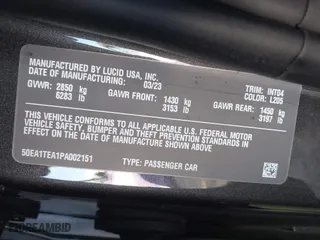 MANUFACTURED BY LUCID USA, INC.
DATE OF MANUFACTURING: 03/23 TRIM: INT04
COLOR: L205
GVWR: 2850 kg GAWR FRONT: 1430 kg GAWR REAR: 1450 kg
6283 lb 3153 lb 3197 lb
THIS VEHICLE CONFORMS TO ALL APPLICABLE U.S. FEDERAL MOTOR
VEHICLE SAFETY, BUMPER AND THEFT PREVENTION STANDARDS IN
EFFECT ON THE DATE OF MANUFACTURE SHOWN ABOVE.
50EA1TEA1PA002151 TYPE: PASSENGER CAR
DREAMBID